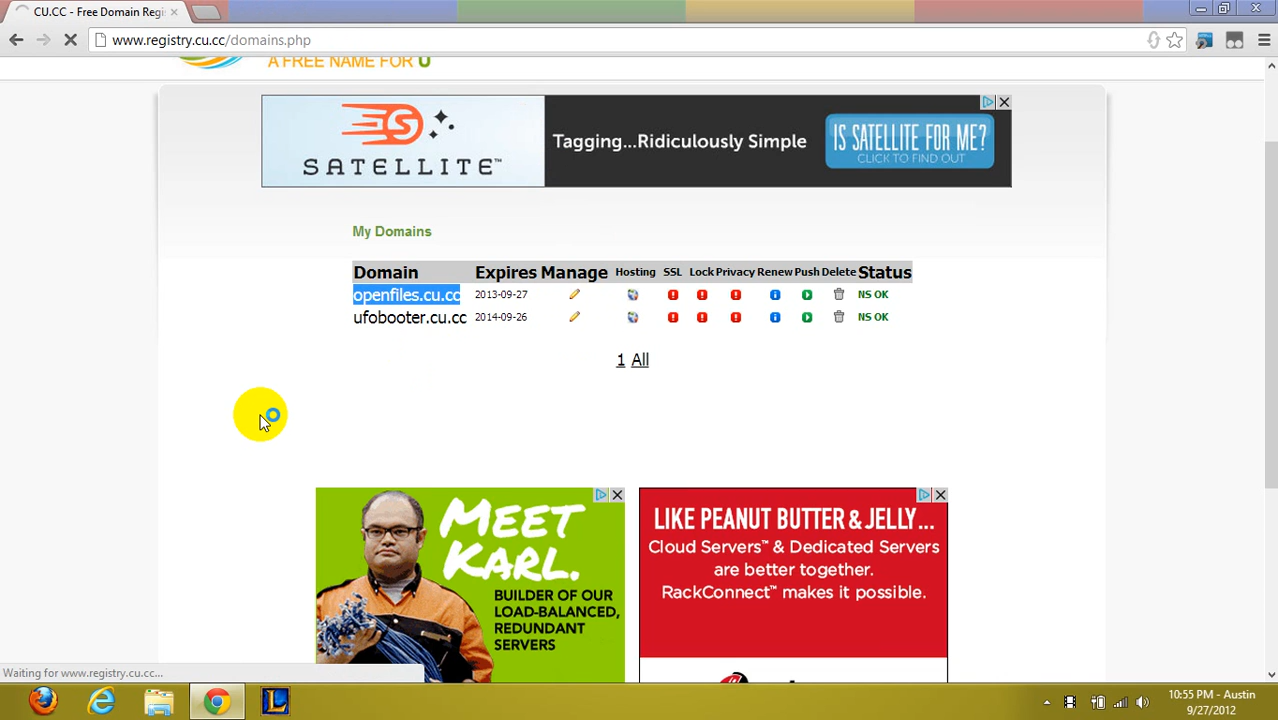 CU.CC - Free Domain Regi
www.registry.cu.cc/domains.php
A FREE NAME FOR U
SATELLITE™
Tagging...Ridiculously Simple
IS SATELLITE FOR ME?
CLICK TO FIND OUT
My Domains
Domain Expires Manage Hosting SSL Lock Privacy Renew Push Delete Status
openfiles.cu.cc 2013-09-27 NS OK
ufobooter.cu.cc 2014-09-26 NS OK
1 All
MEET
KARL.
BUILDER OF OUR
LOAD-BALANCED,
REDUNDANT
SERVERS
LIKE PEANUT BUTTER & JELLY...
Cloud Servers™ & Dedicated Servers
are better together.
RackConnect™ makes it possible.
Waiting for www.registry.cu.cc...
10:55 PM - Austin
9/27/2012